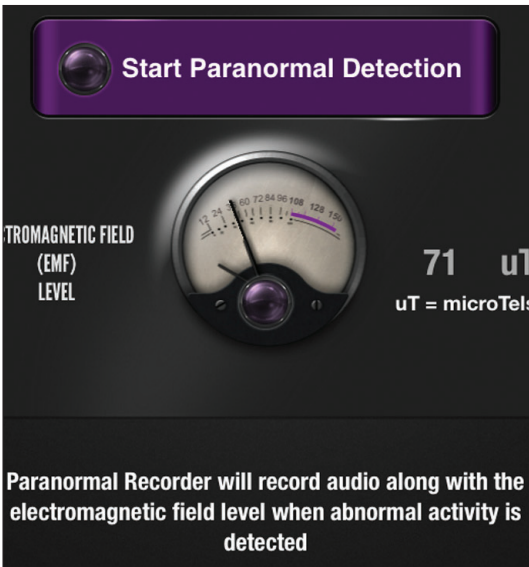 Start Paranormal Detection
12 24 60 72 84 96 108 128 150
CTROMAGNETIC FIELD
(EMF)
LEVEL
71 uT
uT = microTels
Paranormal Recorder will record audio along with the
electromagnetic field level when abnormal activity is
detected